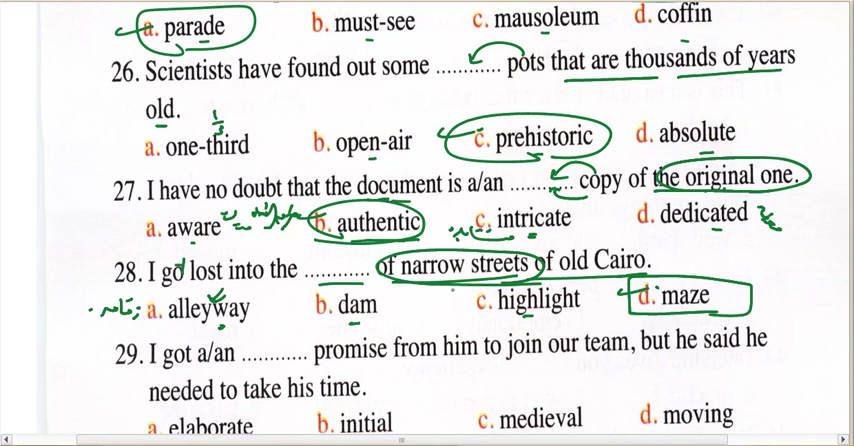 a. parade b. must-see c. mausoleum d. coffin
26. Scientists have found out some ............ pots that are thousands of years
old.
1/3
a. one-third b. open-air c. prehistoric d. absolute
27. I have no doubt that the document is a/an ............ copy of the original one.
a. aware b. authentic c. intricate d. dedicated
28. I got lost into the ............ of narrow streets of old Cairo.
a. alleyway b. dam c. highlight d. maze
29. I got a/an ............ promise from him to join our team, but he said he
needed to take his time.
a. elaborate b. initial c. medieval d. moving